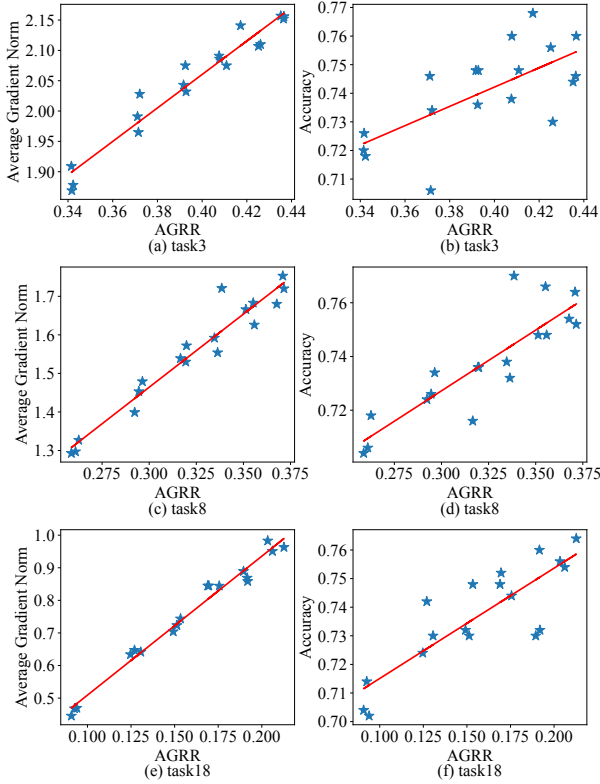 Average Gradient Norm
2.15
2.10
2.05
2.00
1.95
1.90
0.34 0.36 0.38 0.40 0.42 0.44
AGRR
(a) task3
Accuracy
0.77
0.76
0.75
0.74
0.73
0.72
0.71
0.34 0.36 0.38 0.40 0.42 0.44
AGRR
(b) task3
Average Gradient Norm
1.7
1.6
1.5
1.4
1.3
0.275 0.300 0.325 0.350 0.375
AGRR
(c) task8
Accuracy
0.76
0.74
0.72
0.275 0.300 0.325 0.350 0.375
AGRR
(d) task8
Average Gradient Norm
1.0
0.9
0.8
0.7
0.6
0.5
0.100 0.125 0.150 0.175 0.200
AGRR
(e) task18
Accuracy
0.76
0.75
0.74
0.73
0.72
0.71
0.70
0.100 0.125 0.150 0.175 0.200
AGRR
(f) task18